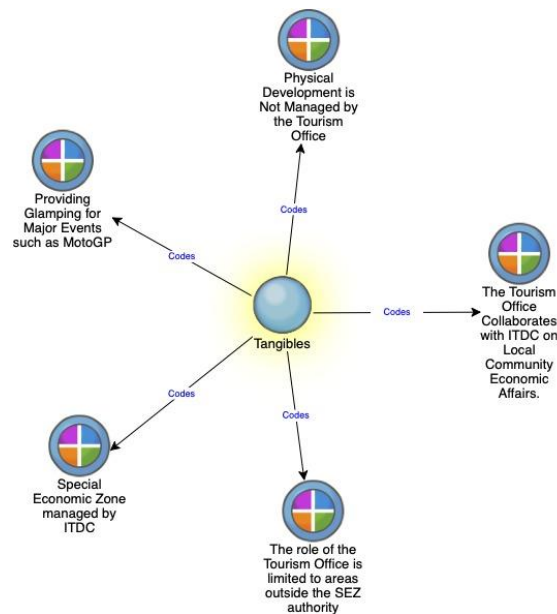 Physical
Development is
Not Managed by
the Tourism
Office
Providing
Glamping for
Major Events
such as MotoGP
Codes
Codes
The Tourism
Office
Collaborates
with ITDC on
Local
Community
Economic
Affairs.
Codes
Tangibles
Codes
Codes
Special
Economic Zone
managed by
ITDC
The role of the
Tourism Office is
limited to areas
outside the SEZ
authority